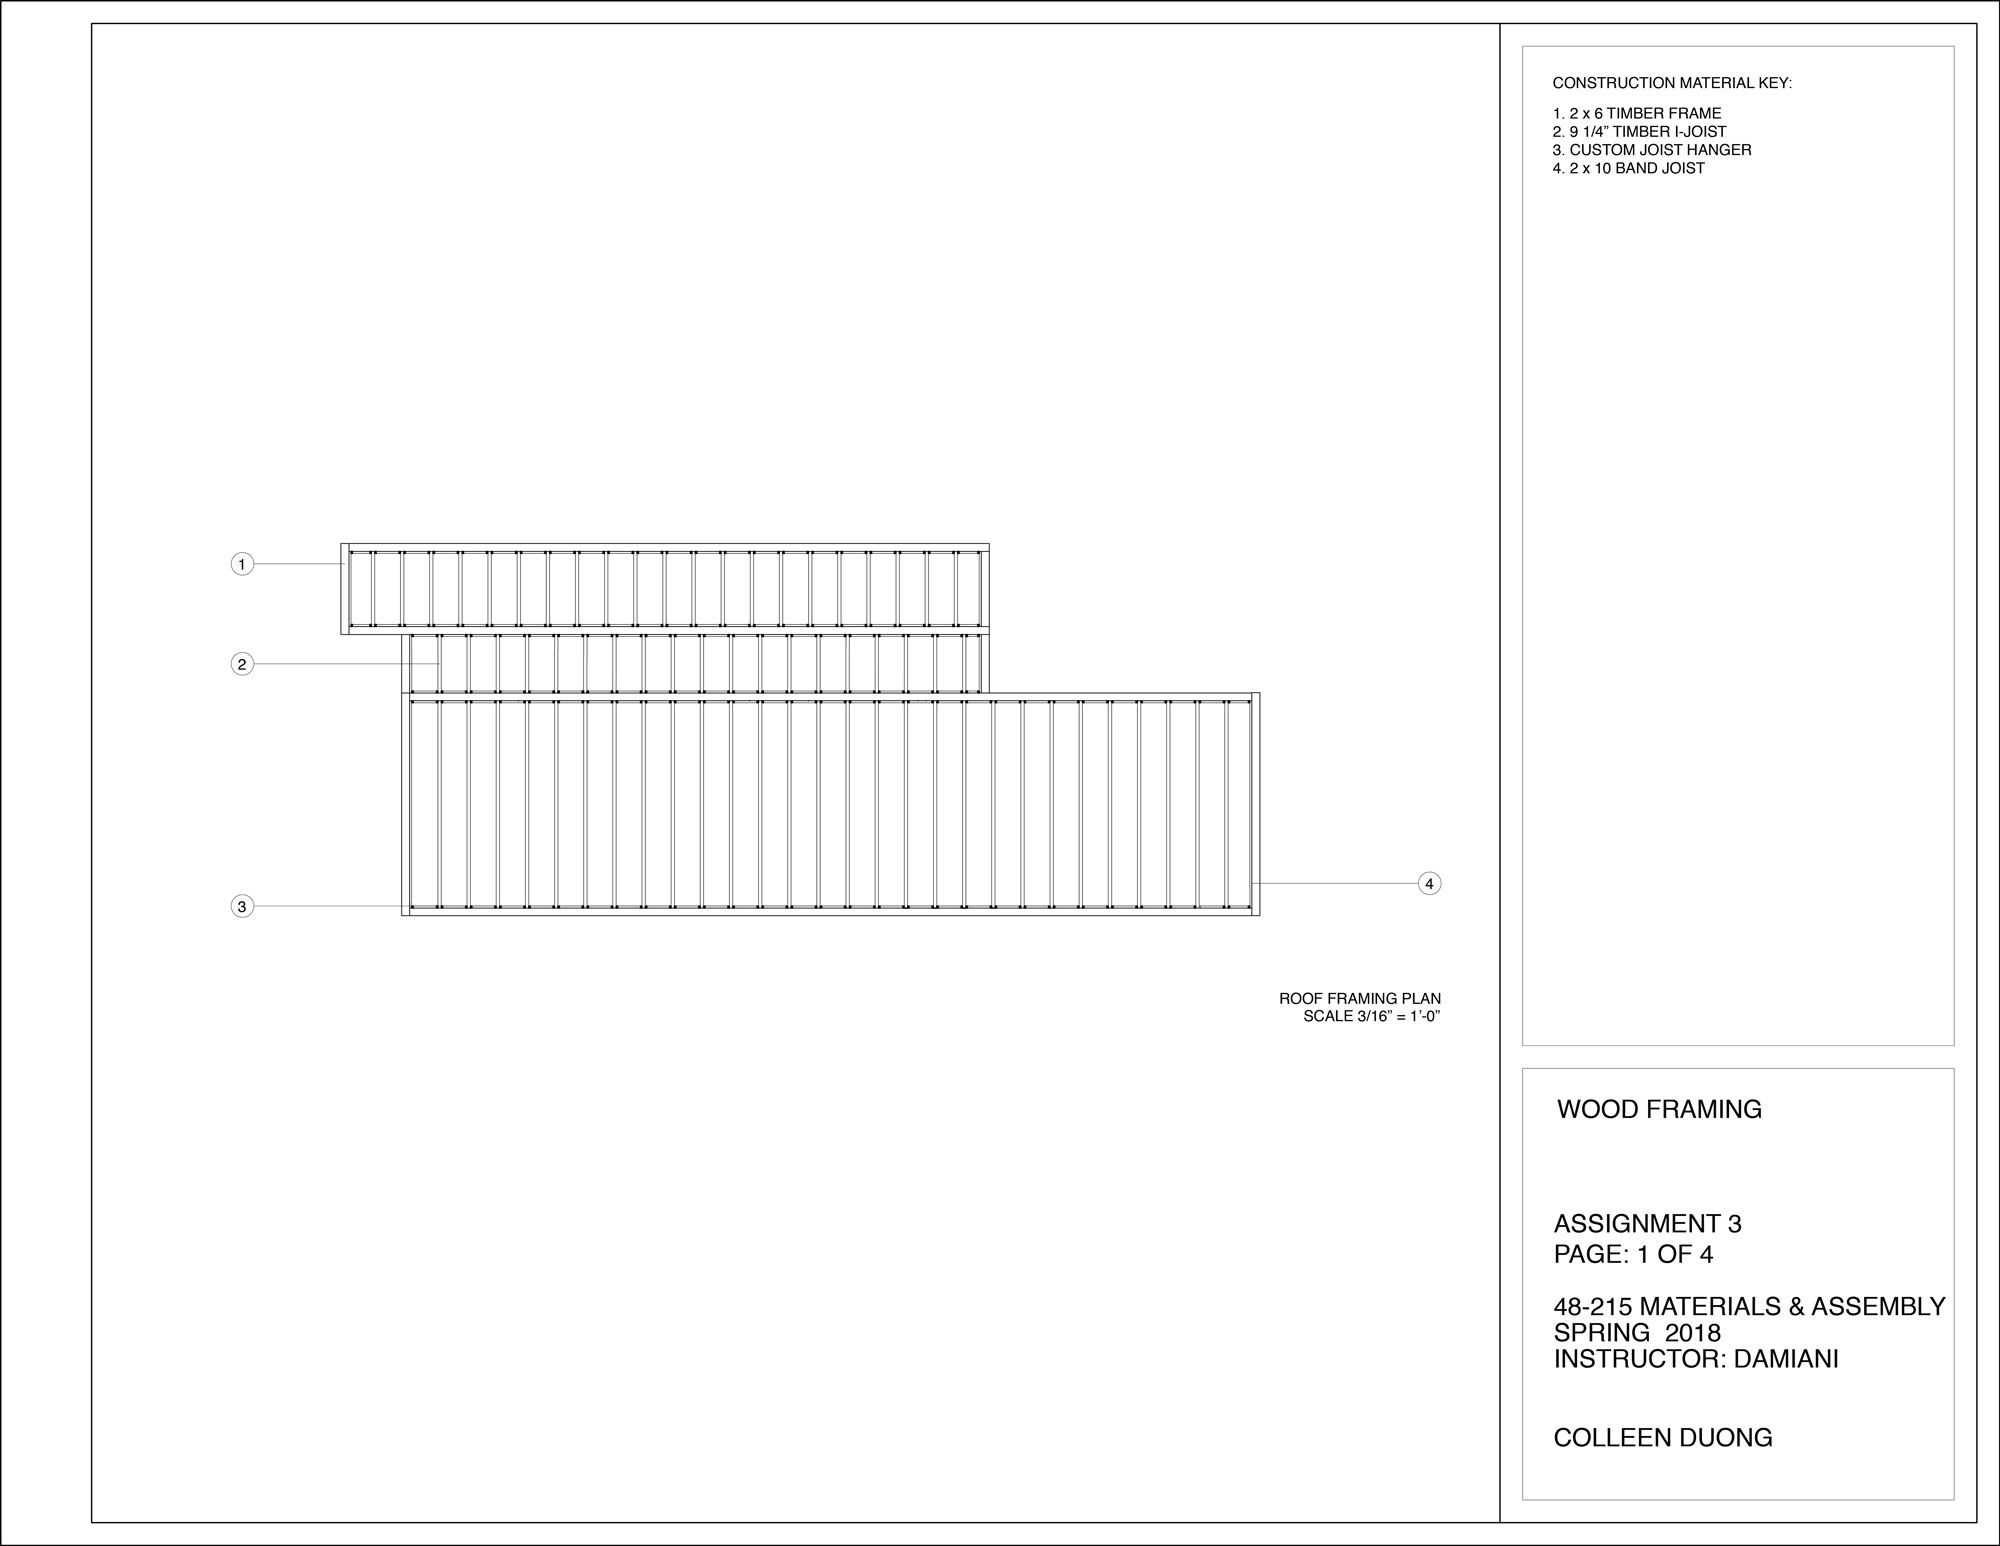 CONSTRUCTION MATERIAL KEY:
1. 2 x 6 TIMBER FRAME
2. 9 1/4” TIMBER I-JOIST
3. CUSTOM JOIST HANGER
4. 2 x 10 BAND JOIST
1
2
3
4
ROOF FRAMING PLAN
SCALE 3/16” = 1’-0”
WOOD FRAMING
ASSIGNMENT 3
PAGE: 1 OF 4
48-215 MATERIALS & ASSEMBLY
SPRING  2018
INSTRUCTOR: DAMIANI
COLLEEN DUONG